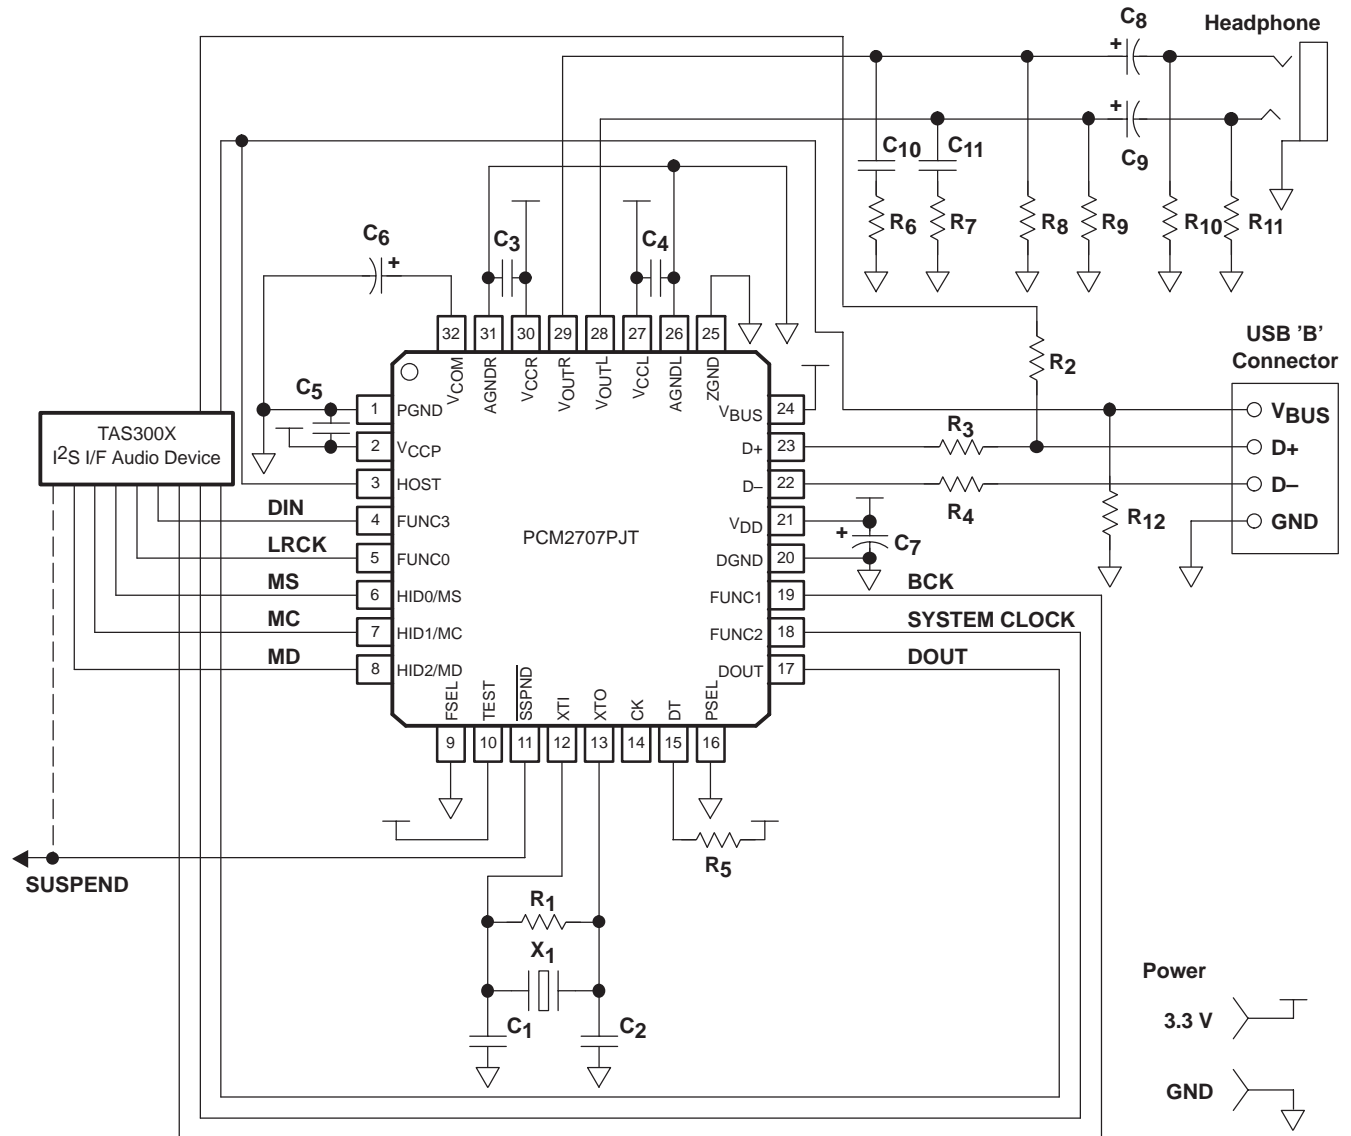 C8
Headphone
C9
C10
C11
R6
R7
R8
R9
R10
R11
C6
C3
C4
32
31
30
29
28
27
26
25
VCOM
AGNDR
VCCR
VOUTR
VOUTL
VCCL
AGNDL
ZGND
R2
USB 'B'
Connector
C5
1 PGND
2 VCCP
3 HOST
4 FUNC3
5 FUNC0
6 HID0/MS
7 HID1/MC
8 HID2/MD
TAS300X
I2S I/F Audio Device
DIN
LRCK
MS
MC
MD
PCM2707PJT
VBUS 24
D+ 23
D– 22
VDD 21
DGND 20
FUNC1 19
FUNC2 18
DOUT 17
R3
R4
C7
R12
VBUS
D+
D–
GND
BCK
SYSTEM CLOCK
DOUT
FSEL
TEST
SSPND
XTI
XTO
CK
DT
PSEL
9
10
11
12
13
14
15
16
R5
SUSPEND
R1
X1
C1
C2
Power
3.3 V
GND
+
+
+
+